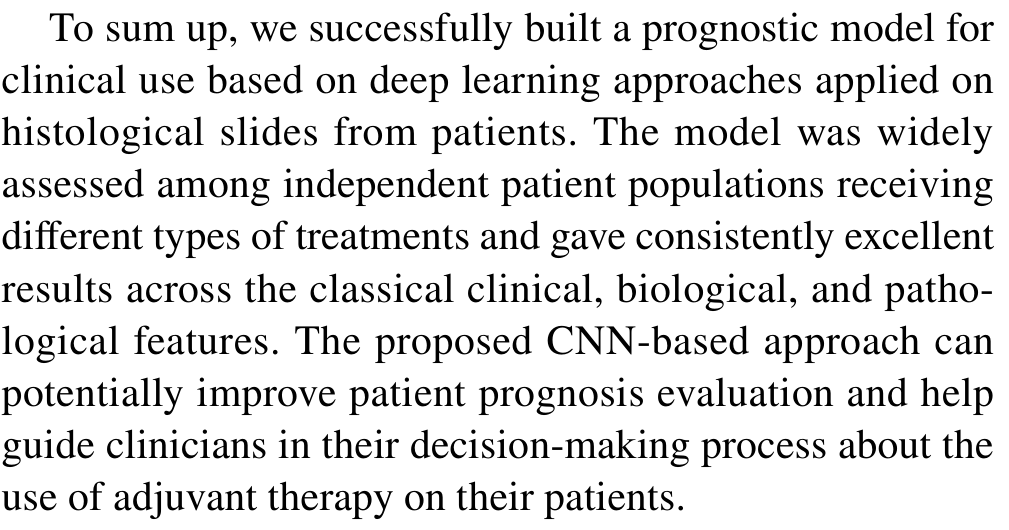 To sum up, we successfully built a prognostic model for
clinical use based on deep learning approaches applied on
histological slides from patients. The model was widely
assessed among independent patient populations receiving
different types of treatments and gave consistently excellent
results across the classical clinical, biological, and patho-
logical features. The proposed CNN-based approach can
potentially improve patient prognosis evaluation and help
guide clinicians in their decision-making process about the
use of adjuvant therapy on their patients.